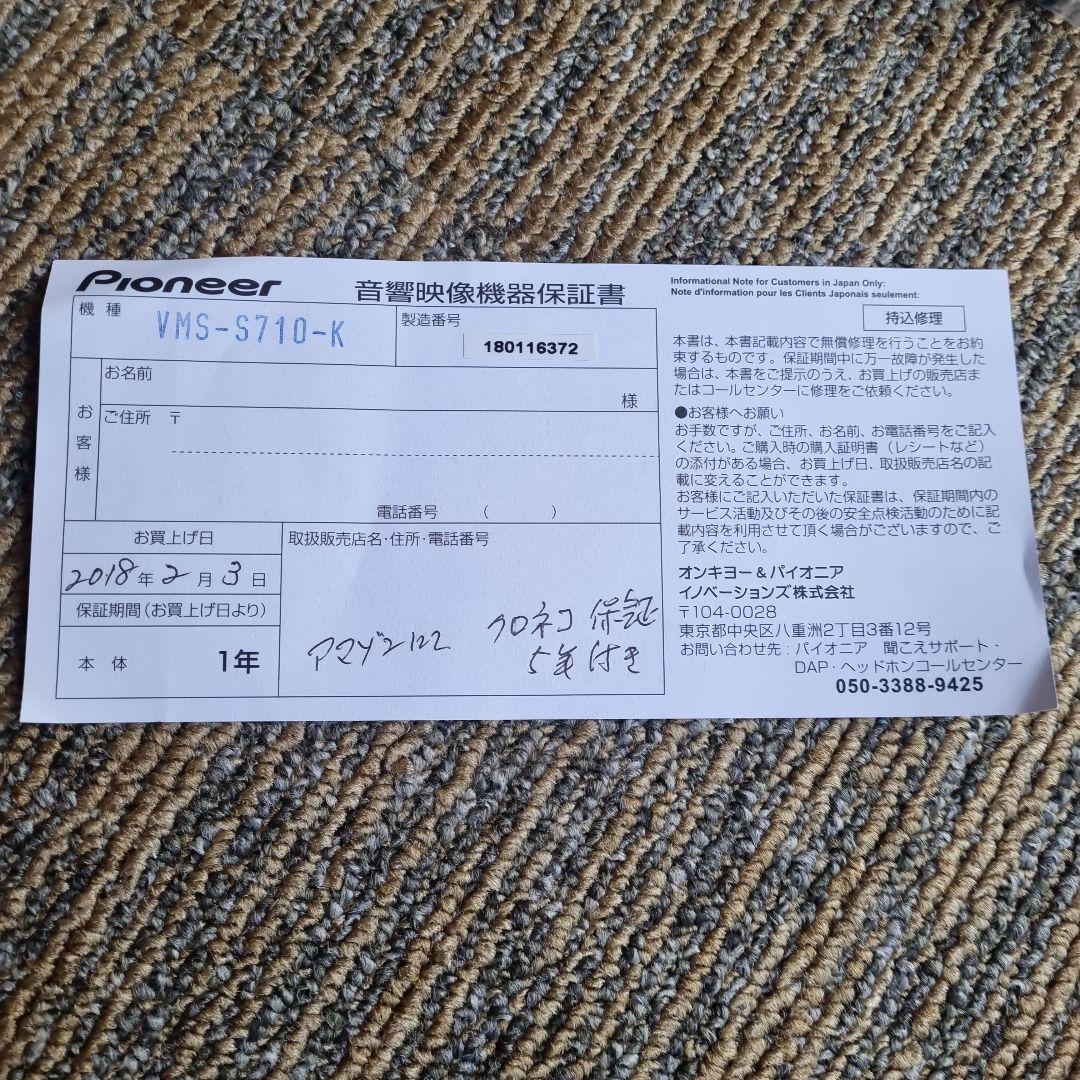 Pioneer 音響映像機器保証書
機種 VMS-S710-K
製造番号 180116372
お客様
お名前 様
ご住所 〒
電話番号 ( )
お買上げ日
2018年2月3日
保証期間(お買上げ日より)
本体 1年
取扱販売店名・住所・電話番号
アマゾンにて
クロネコ 保証
5年付き
Informational Note for Customers in Japan Only:
Note d'information pour les Clients Japonais seulement:
持込修理
本書は、本書記載内容で無償修理を行うことをお約
束するものです。保証期間中に万一故障が発生した
場合は、本書をご提示のうえ、お買上げの販売店ま
たはコールセンターに修理をご依頼ください。
●お客様へお願い
お手数ですが、ご住所、お名前、お電話番号をご記入
ください。ご購入時の購入証明書(レシートなど)
の添付がある場合、お買上げ日、取扱販売店名の記
載に変えることができます。
お客様にご記入いただいた保証書は、保証期間内の
サービス活動及びその後の安全点検活動のために記
載内容を利用させて頂く場合がございますので、ご
了承ください。
オンキヨー&パイオニア
イノベーションズ株式会社
〒104-0028
東京都中央区八重洲2丁目3番12号
お問い合わせ先:パイオニア 聞こえサポート・
DAP・ヘッドホンコールセンター
050-3388-9425